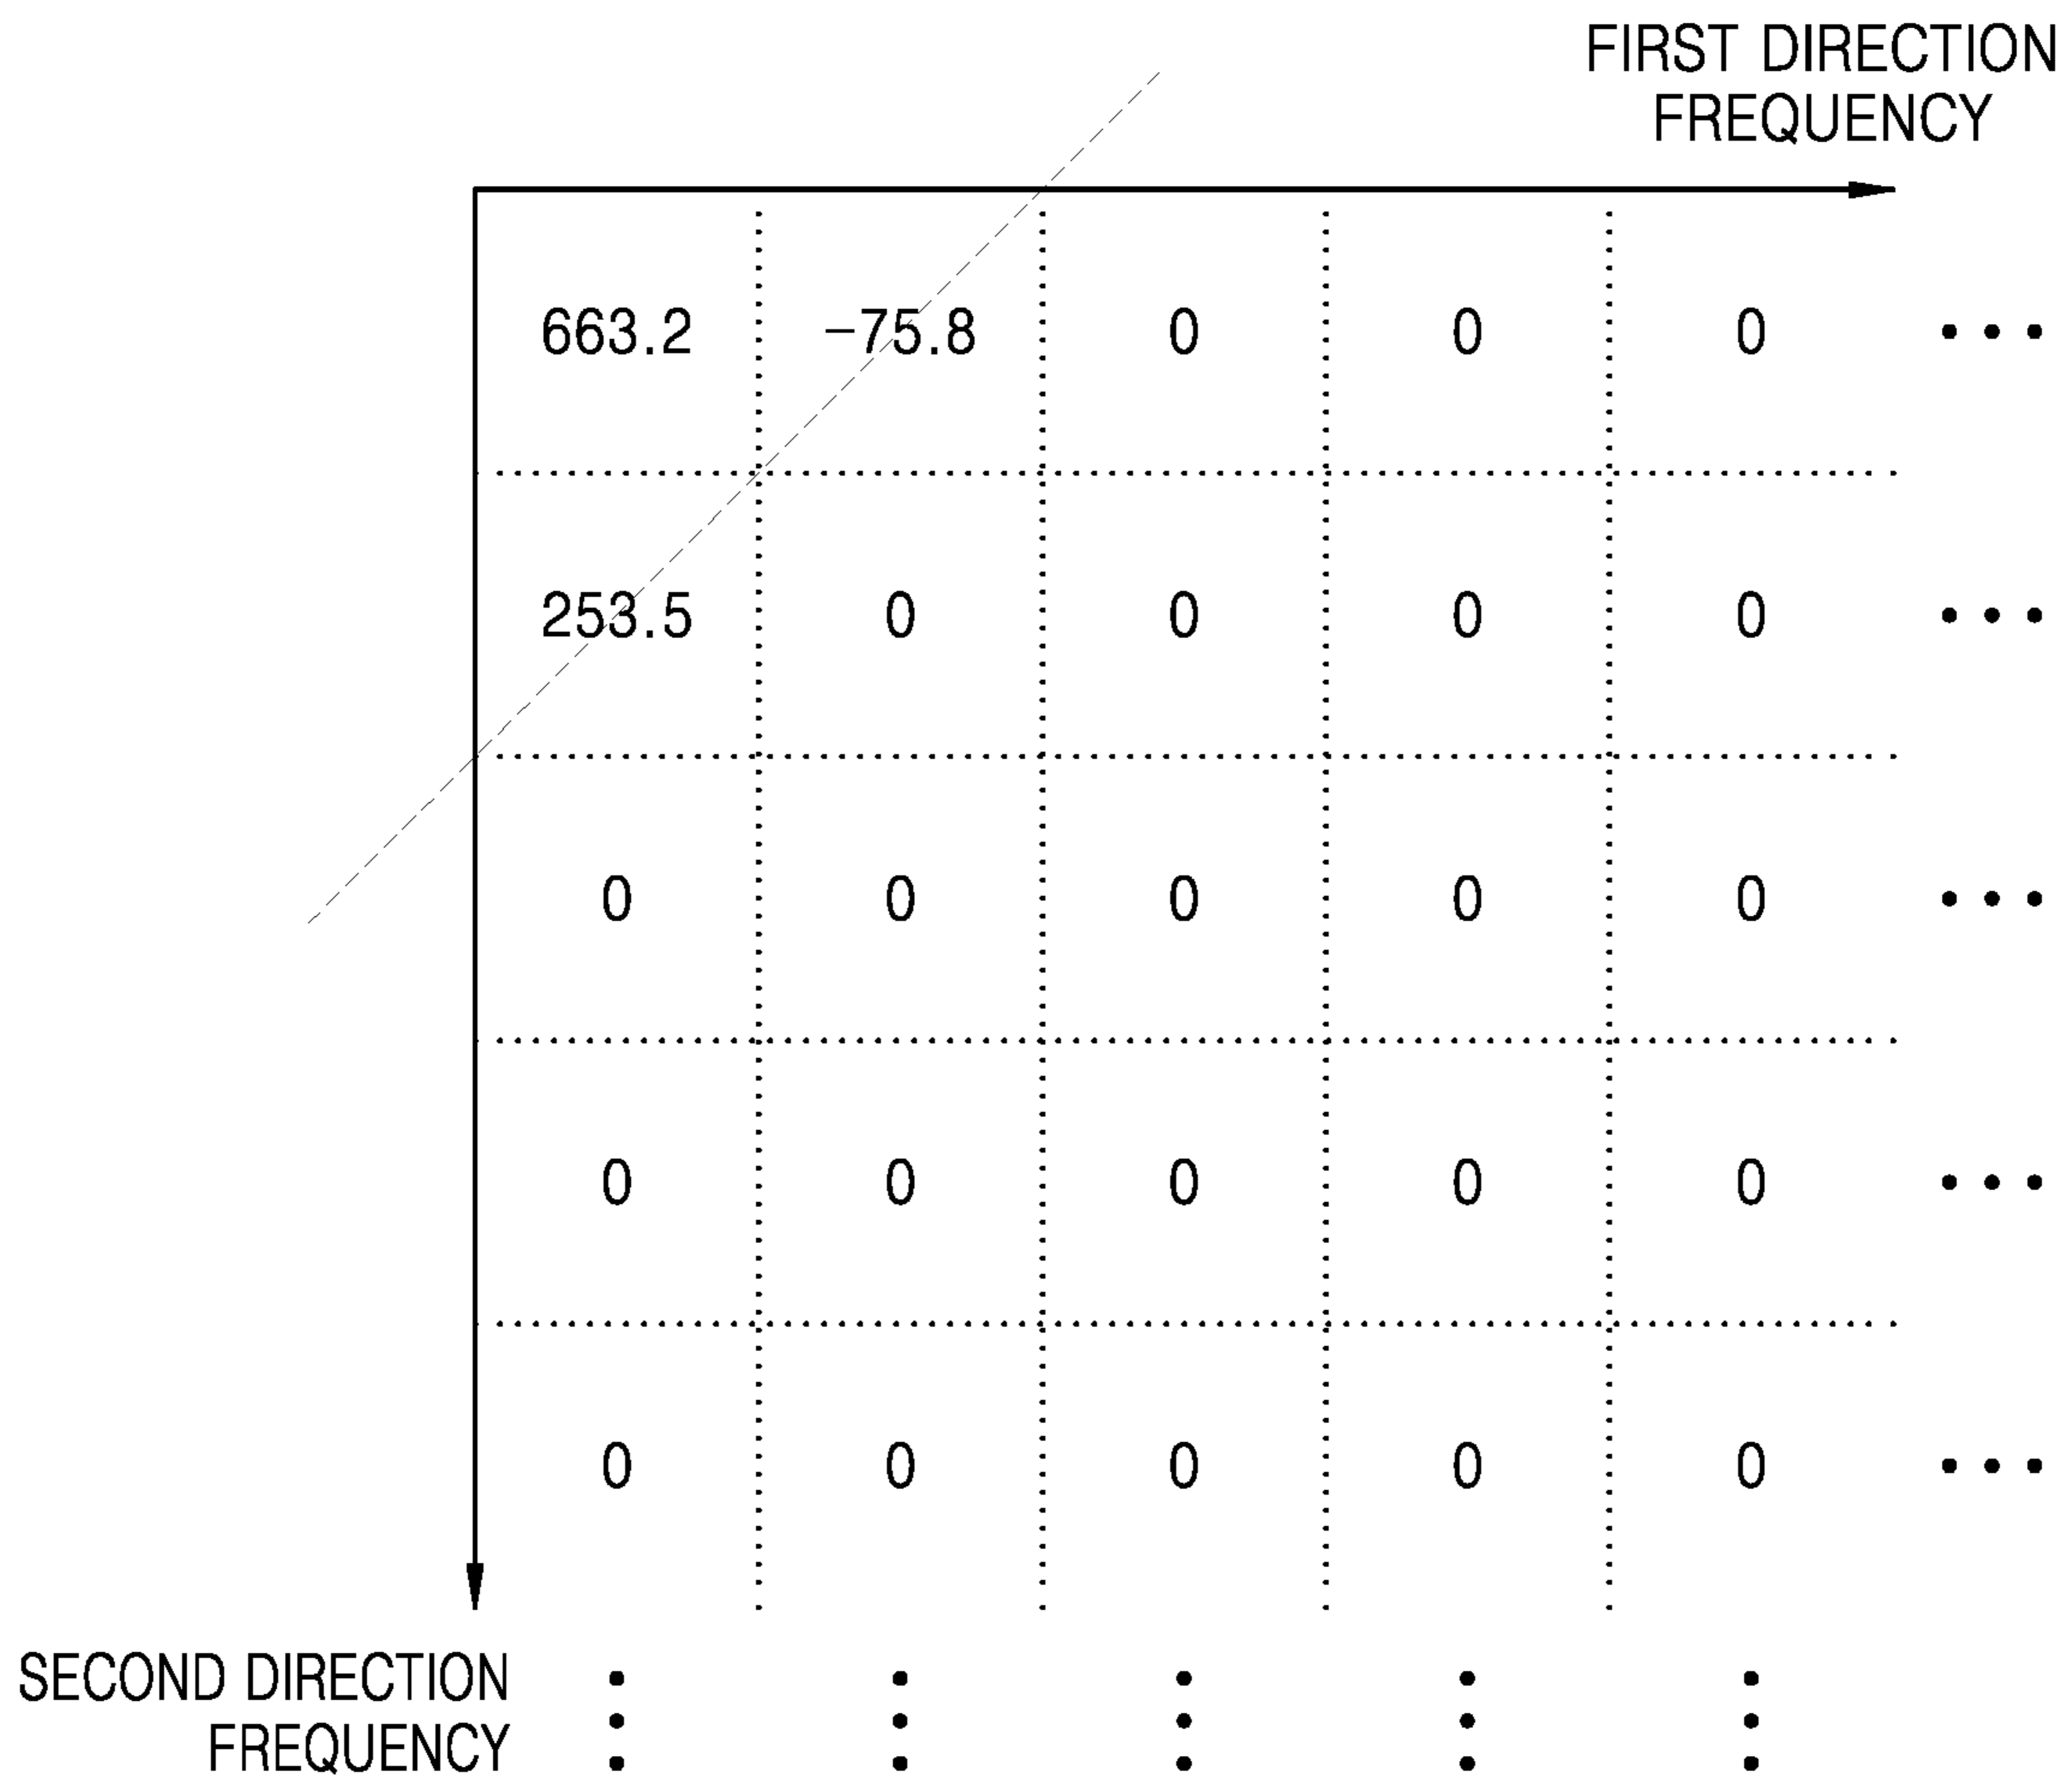 FIRST DIRECTION
FREQUENCY
663.2 −75.8 0 0 0 •••
253.5 0 0 0 0 •••
0 0 0 0 0 •••
0 0 0 0 0 •••
0 0 0 0 0 •••
SECOND DIRECTION
FREQUENCY